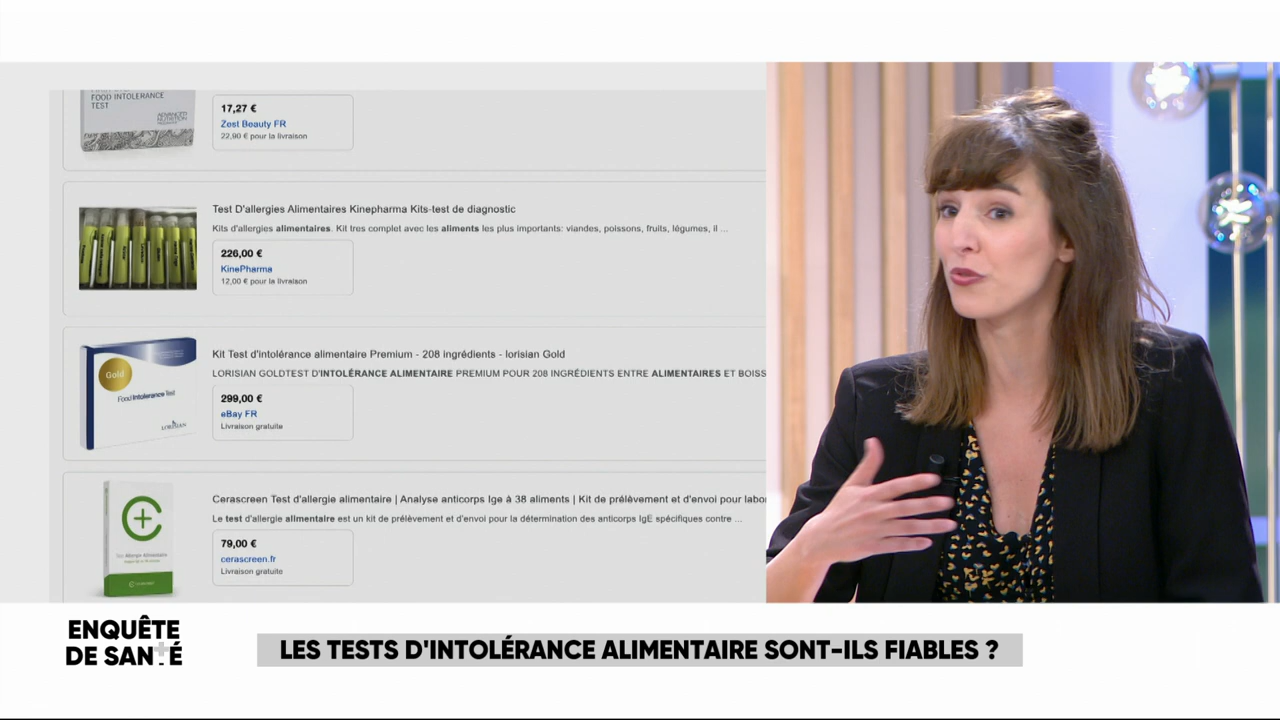 FOOD INTOLERANCE
TEST
17,27 €
Zest Beauty FR
22,90 € pour la livraison
Test D'allergies Alimentaires Kinepharma Kits-test de diagnostic
Kits d'allergies alimentaires. Kit tres complet avec les aliments les plus importants: viandes, poissons, fruits, légumes, il ...
226,00 €
KinePharma
12,00 € pour la livraison
Kit Test d'intolérance alimentaire Premium - 208 ingrédients - lorisian Gold
LORISIAN GOLDTEST D'INTOLÉRANCE ALIMENTAIRE PREMIUM POUR 208 INGRÉDIENTS ENTRE ALIMENTAIRES ET BOISS
Gold
Food Intolerance Test
LORISIAN
299,00 €
eBay FR
Livraison gratuite
Cerascreen Test d'allergie alimentaire | Analyse anticorps Ige à 38 aliments | Kit de prélèvement et d'envoi pour labor
Le test d'allergie alimentaire est un kit de prélèvement et d'envoi pour la détermination des anticorps IgE spécifiques contre ...
79,00 €
cerascreen.fr
Livraison gratuite
ENQUÊTE
DE SANTÉ
LES TESTS D'INTOLÉRANCE ALIMENTAIRE SONT-ILS FIABLES ?